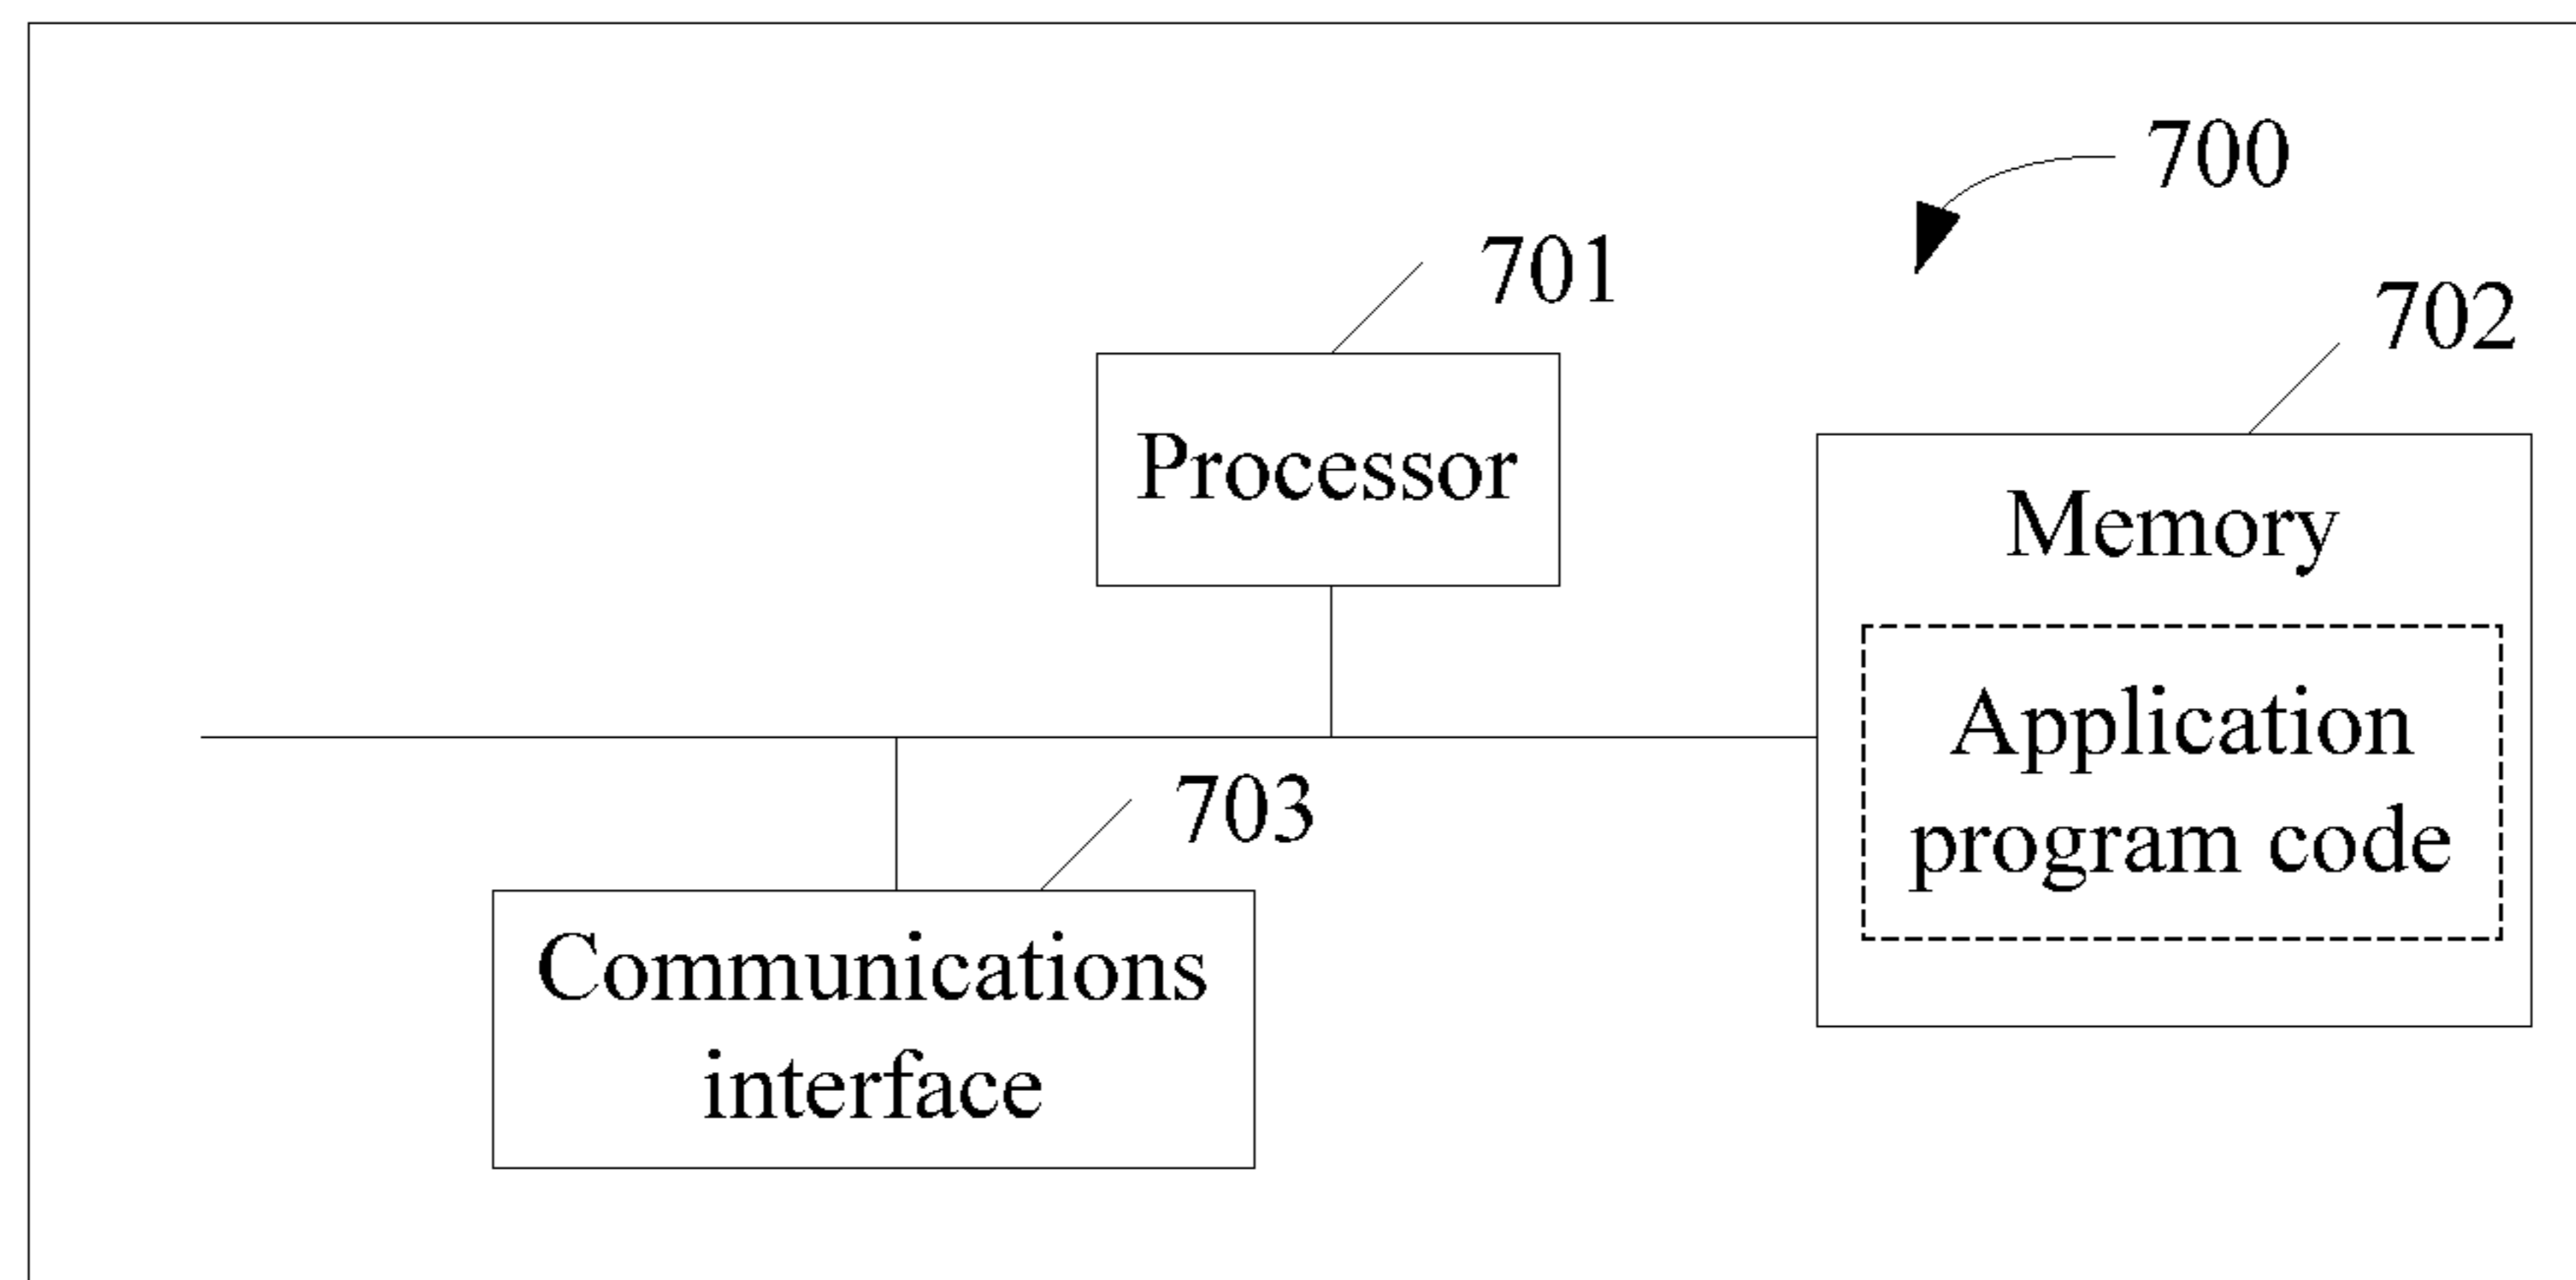 700
701
702
Processor
Memory
Application
program code
703
Communications
interface